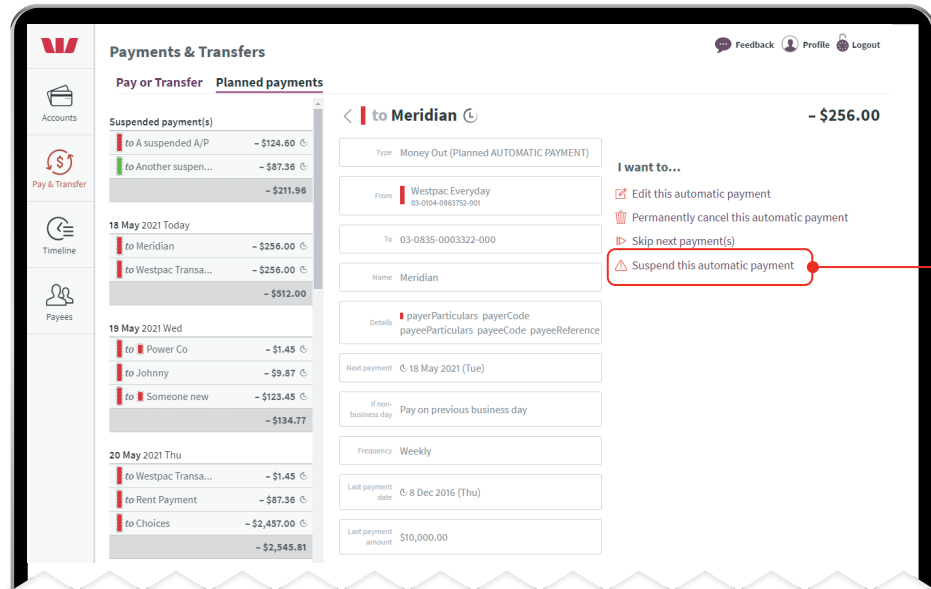 Payments & Transfers
Feedback
Profile
Logout
Pay or Transfer
Planned payments
Accounts
Pay & Transfer
Timeline
Payees
Suspended payment(s)
to A suspended A/P – $124.60
to Another suspen... – $87.36
– $211.96
18 May 2021 Today
to Meridian – $256.00
to Westpac Transa... – $256.00
– $512.00
19 May 2021 Wed
to Power Co – $1.45
to Johnny – $9.87
to Someone new – $123.45
– $134.77
20 May 2021 Thu
to Westpac Transa... – $1.45
to Rent Payment – $87.36
to Choices – $2,457.00
– $2,545.81
to Meridian
– $256.00
Type Money Out (Planned AUTOMATIC PAYMENT)
From Westpac Everyday
03-0104-0863752-001
To 03-0835-0003322-000
Name Meridian
Details payerParticulars payerCode
payeeParticulars payeeCode payeeReference
Next payment 18 May 2021 (Tue)
If non-
business day Pay on previous business day
Frequency Weekly
Last payment
date 8 Dec 2016 (Thu)
Last payment
amount $10,000.00
I want to...
Edit this automatic payment
Permanently cancel this automatic payment
Skip next payment(s)
Suspend this automatic payment